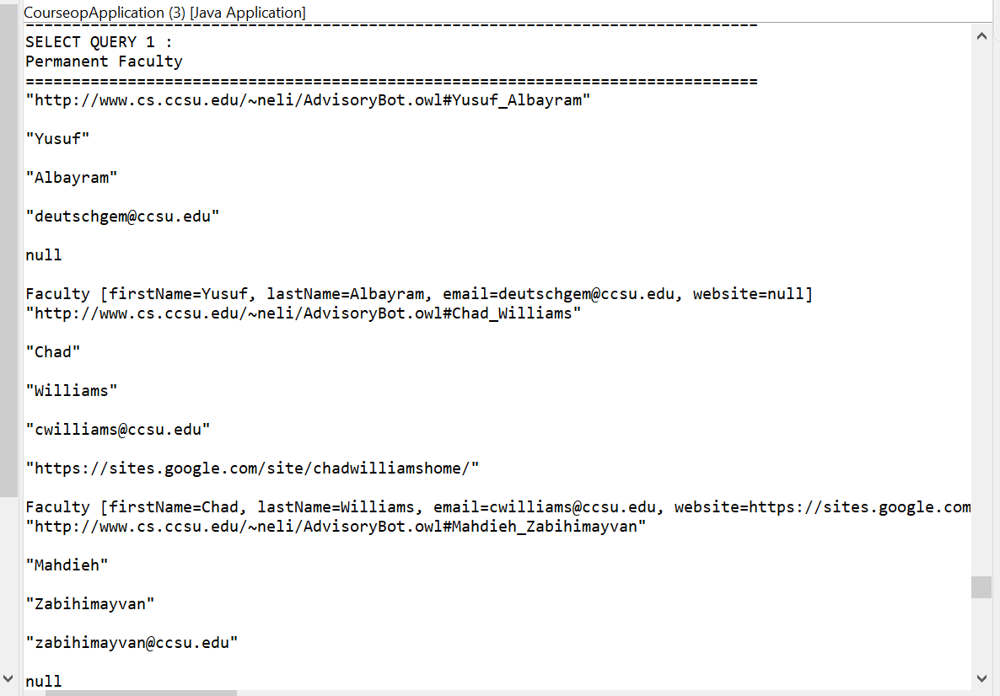 CourseopApplication (3) [Java Application]
-------------------------------------------------------------------------------
SELECT QUERY 1 :
Permanent Faculty
===============================================================================
"http://www.cs.ccsu.edu/~neli/AdvisoryBot.owl#Yusuf_Albayram"
"Yusuf"
"Albayram"
"deutschgem@ccsu.edu"
null
Faculty [firstName=Yusuf, lastName=Albayram, email=deutschgem@ccsu.edu, website=null]
"http://www.cs.ccsu.edu/~neli/AdvisoryBot.owl#Chad_Williams"
"Chad"
"Williams"
"cwilliams@ccsu.edu"
"https://sites.google.com/site/chadwilliamshome/"
Faculty [firstName=Chad, lastName=Williams, email=cwilliams@ccsu.edu, website=https://sites.google.com
"http://www.cs.ccsu.edu/~neli/AdvisoryBot.owl#Mahdieh_Zabihimayvan"
"Mahdieh"
"Zabihimayvan"
"zabihimayvan@ccsu.edu"
null